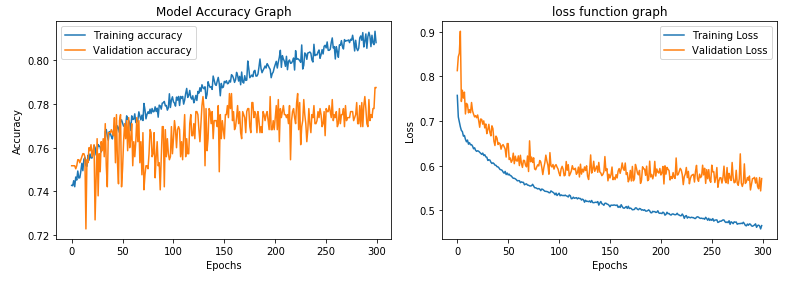 Model Accuracy Graph
Training accuracy
Validation accuracy
0.80
0.78
0.76
0.74
0.72
Accuracy
0 50 100 150 200 250 300
Epochs
loss function graph
Training Loss
Validation Loss
0.9
0.8
0.7
0.6
0.5
Loss
0 50 100 150 200 250 300
Epochs